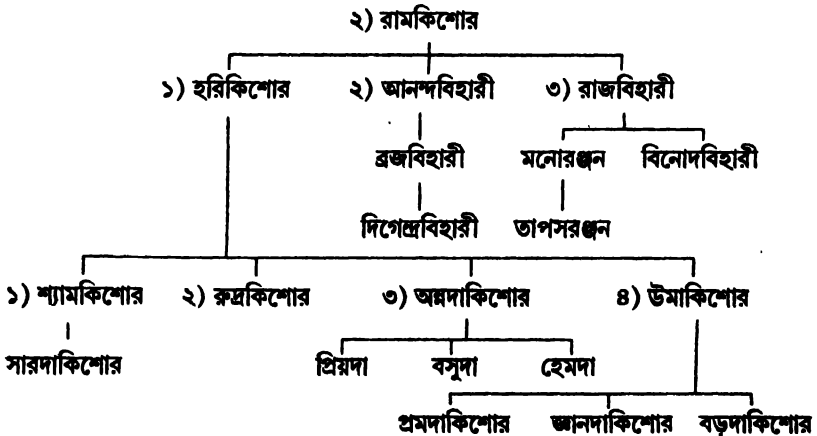 ২) রামকিশোর
১) হরিকিশোর ২) আনন্দবিহারী ৩) রাজবিহারী
ব্রজবিহারী মনোরঞ্জন বিনোদবিহারী
দিগেন্দ্রবিহারী তাপসরঞ্জন
১) শ্যামকিশোর ২) রুদ্রকিশোর ৩) অন্নদাকিশোর ৪) উমাকিশোর
সারদাকিশোর প্রিয়দা বসুদা হেমদা
প্রমদাকিশোর জ্ঞানদাকিশোর বড়দাকিশোর